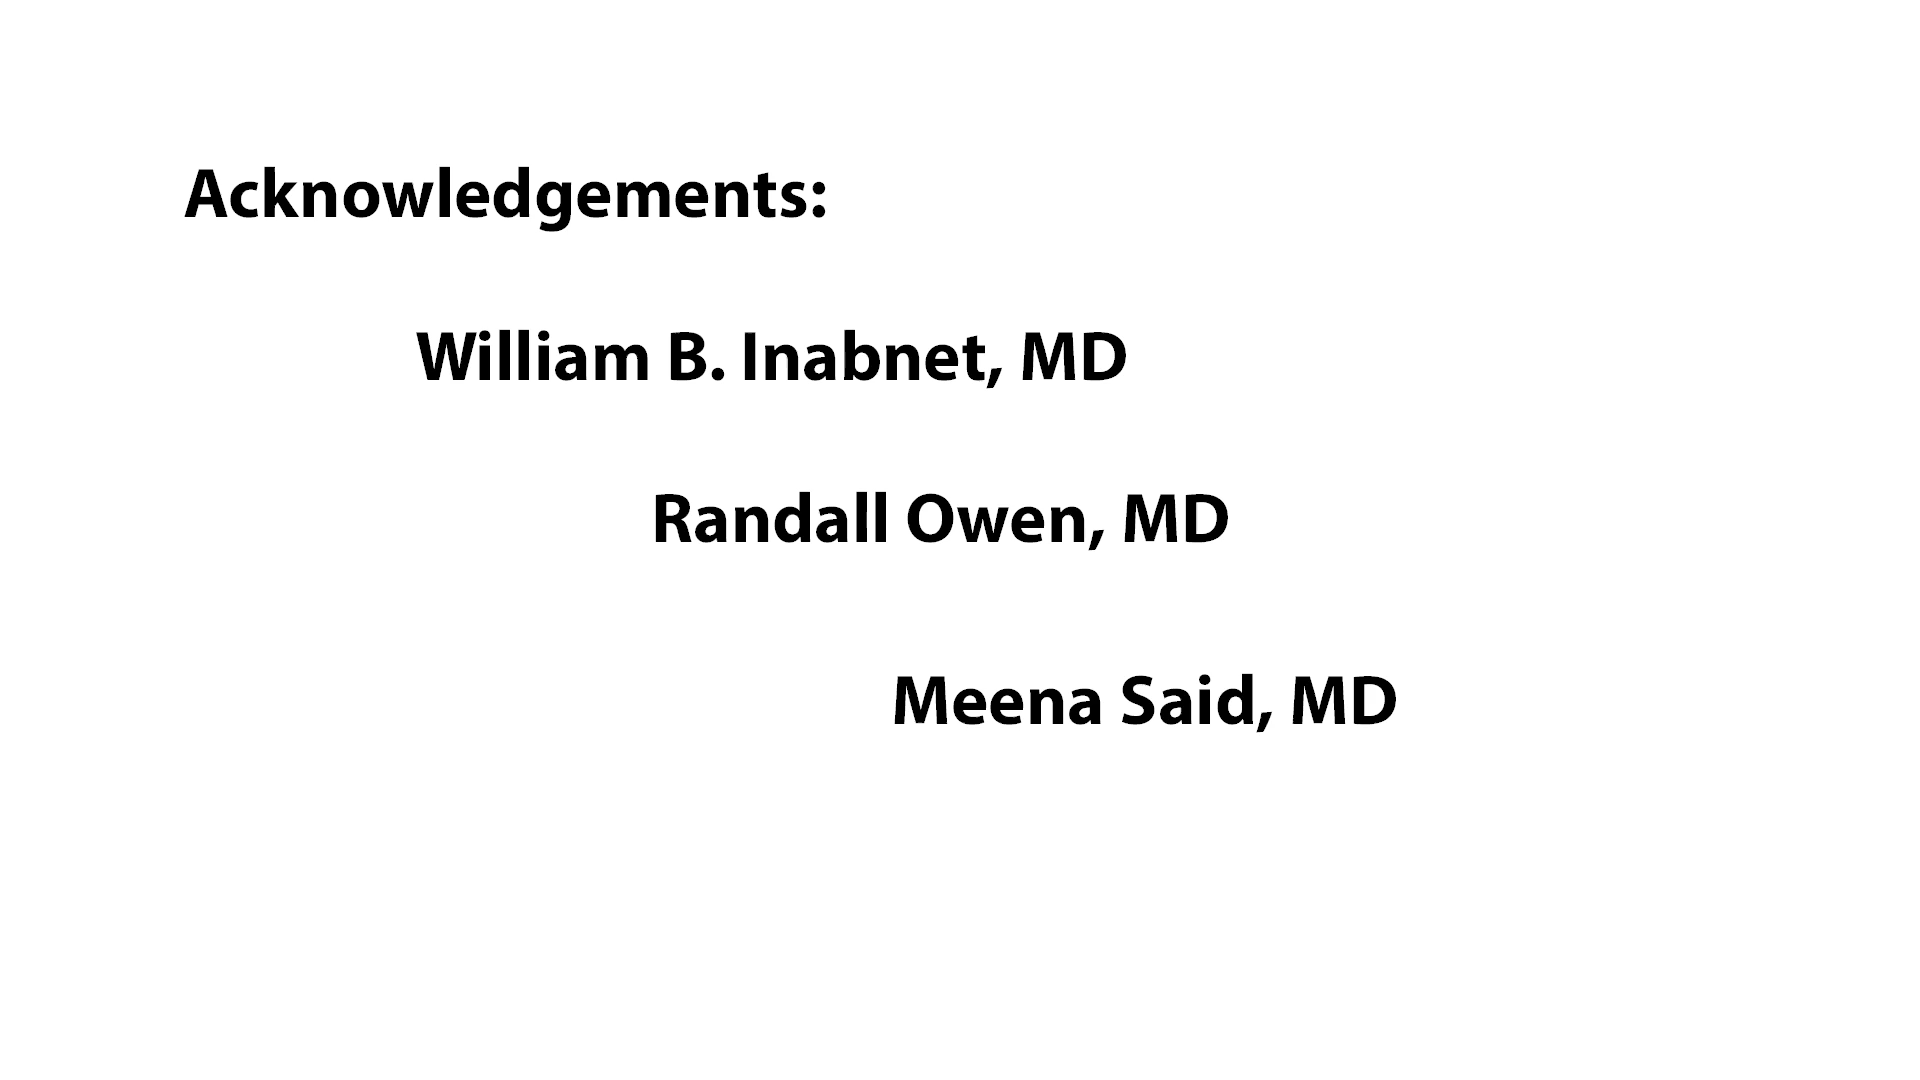 Acknowledgements:
William B. Inabnet, MD
Randall Owen, MD
Meena Said, MD